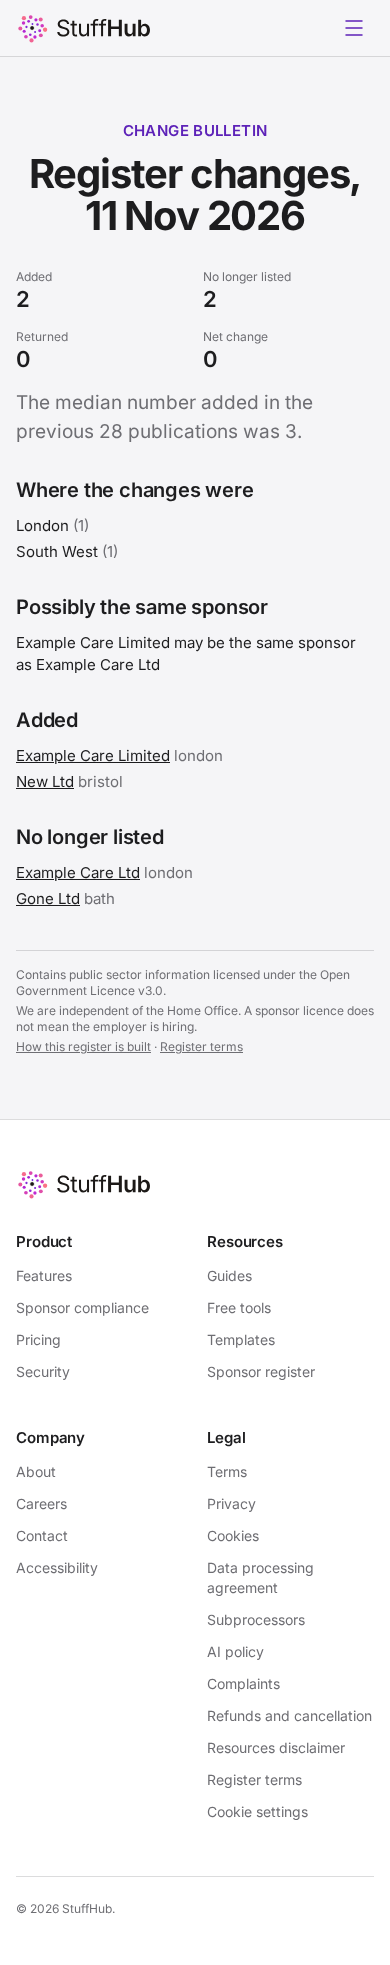 StuffHub
CHANGE BULLETIN
Register changes,
11 Nov 2026
Added
2
No longer listed
2
Returned
0
Net change
0
The median number added in the
previous 28 publications was 3.
Where the changes were
London (1)
South West (1)
Possibly the same sponsor
Example Care Limited may be the same sponsor
as Example Care Ltd
Added
Example Care Limited london
New Ltd bristol
No longer listed
Example Care Ltd london
Gone Ltd bath
Contains public sector information licensed under the Open
Government Licence v3.0.
We are independent of the Home Office. A sponsor licence does
not mean the employer is hiring.
How this register is built · Register terms
StuffHub
Product
Features
Sponsor compliance
Pricing
Security
Resources
Guides
Free tools
Templates
Sponsor register
Company
About
Careers
Contact
Accessibility
Legal
Terms
Privacy
Cookies
Data processing
agreement
Subprocessors
AI policy
Complaints
Refunds and cancellation
Resources disclaimer
Register terms
Cookie settings
© 2026 StuffHub.